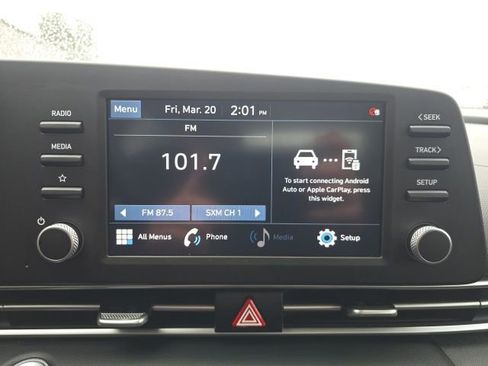 RADIO
MEDIA
Menu
Fri, Mar. 20 2:01 PM
FM
101.7
FM 87.5
SXM CH 1
To start connecting Android
Auto or Apple CarPlay, press
this widget.
All Menus
Phone
Media
Setup
< SEEK
TRACK >
SETUP